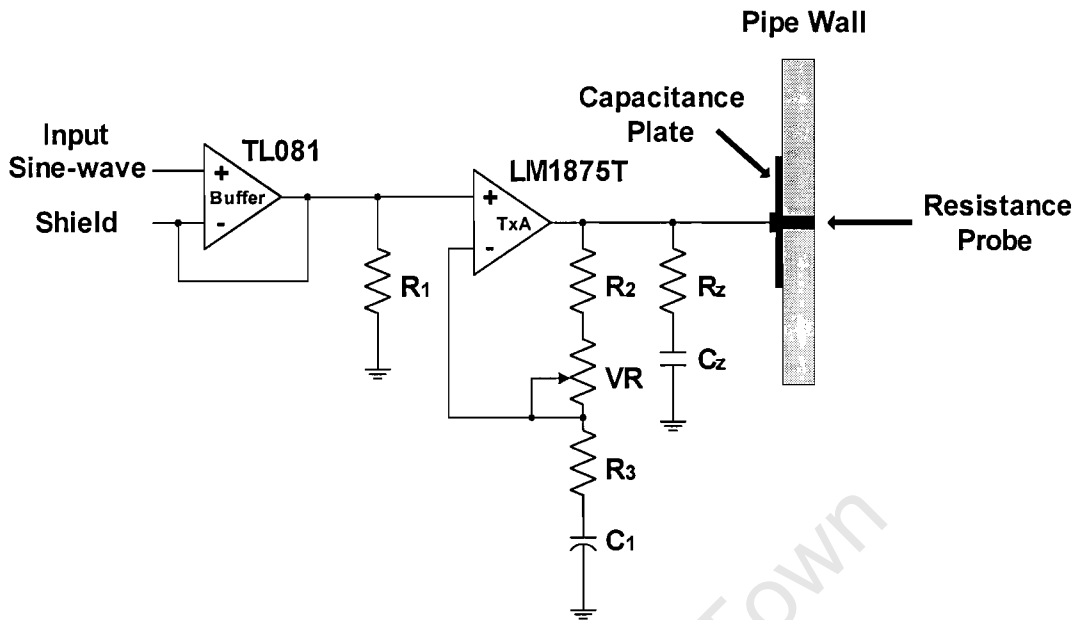 Pipe Wall
Capacitance
Plate
Input
Sine-wave
TL081
LM1875T
+
Buffer
-
Shield
+
TxA
-
Resistance
Probe
R1
R2
Rz
VR
Cz
R3
C1
Town